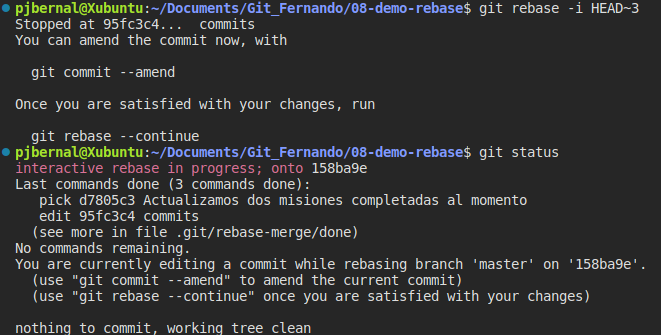 pjbernal@Xubuntu:~/Documents/Git_Fernando/08-demo-rebase$ git rebase -i HEAD~3
Stopped at 95fc3c4...  commits
You can amend the commit now, with
  git commit --amend
Once you are satisfied with your changes, run
  git rebase --continue
pjbernal@Xubuntu:~/Documents/Git_Fernando/08-demo-rebase$ git status
interactive rebase in progress; onto 158ba9e
Last commands done (3 commands done):
   pick d7805c3 Actualizamos dos misiones completadas al momento
   edit 95fc3c4 commits
  (see more in file .git/rebase-merge/done)
No commands remaining.
You are currently editing a commit while rebasing branch 'master' on '158ba9e'.
  (use "git commit --amend" to amend the current commit)
  (use "git rebase --continue" once you are satisfied with your changes)
nothing to commit, working tree clean